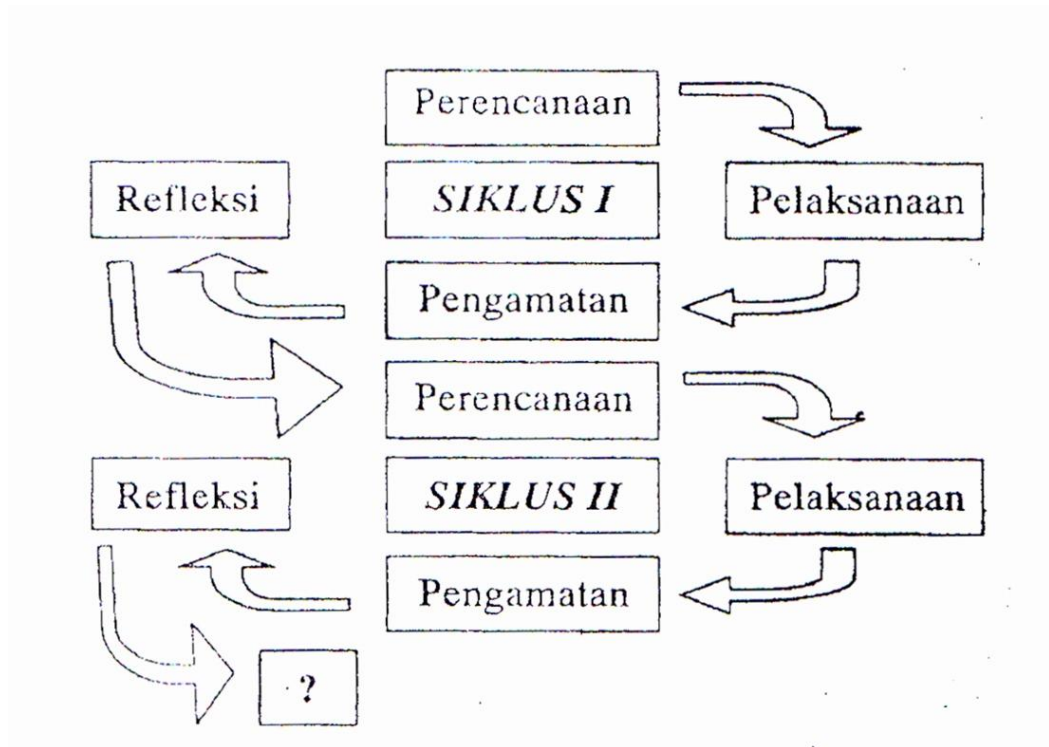 Perencanaan
Refleksi
SIKLUS I
Pelaksanaan
Pengamatan
Perencanaan
Refleksi
SIKLUS II
Pelaksanaan
Pengamatan
?